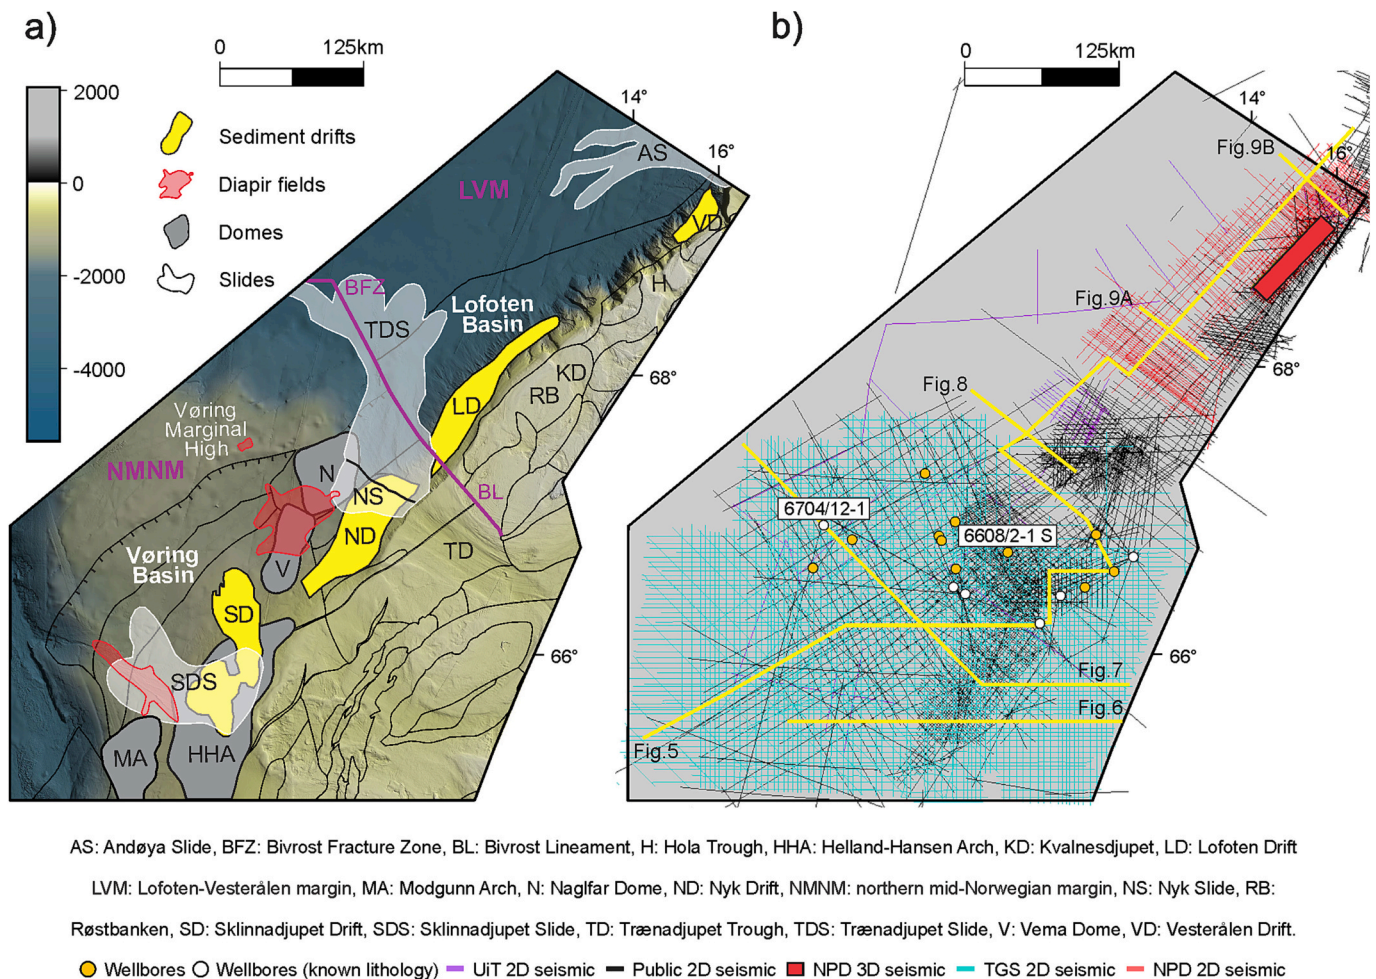 a)
0 125km
2000
0
-2000
-4000
Sediment drifts
Diapir fields
Domes
Slides
14°
16°
AS
LVM
VD
H
BFZ
TDS
Lofoten
Basin
68°
KD
RB
LD
Vøring
Marginal
High
NMNM
N
NS
BL
ND
TD
Vøring
Basin
V
SD
66°
SDS
MA
HHA
b)
0 125km
14°
Fig.9B
16°
Fig.9A
68°
Fig.8
6704/12-1
6608/2-1 S
66°
Fig.7
Fig.6
Fig.5
AS: Andøya Slide, BFZ: Bivrost Fracture Zone, BL: Bivrost Lineament, H: Hola Trough, HHA: Helland-Hansen Arch, KD: Kvalnesdjupet, LD: Lofoten Drift
LVM: Lofoten-Vesterålen margin, MA: Modgunn Arch, N: Naglfar Dome, ND: Nyk Drift, NMNM: northern mid-Norwegian margin, NS: Nyk Slide, RB:
Røstbanken, SD: Sklinnadjupet Drift, SDS: Sklinnadjupet Slide, TD: Trænadjupet Trough, TDS: Trænadjupet Slide, V: Vema Dome, VD: Vesterålen Drift.
Wellbores Wellbores (known lithology) UiT 2D seismic Public 2D seismic NPD 3D seismic TGS 2D seismic NPD 2D seismic